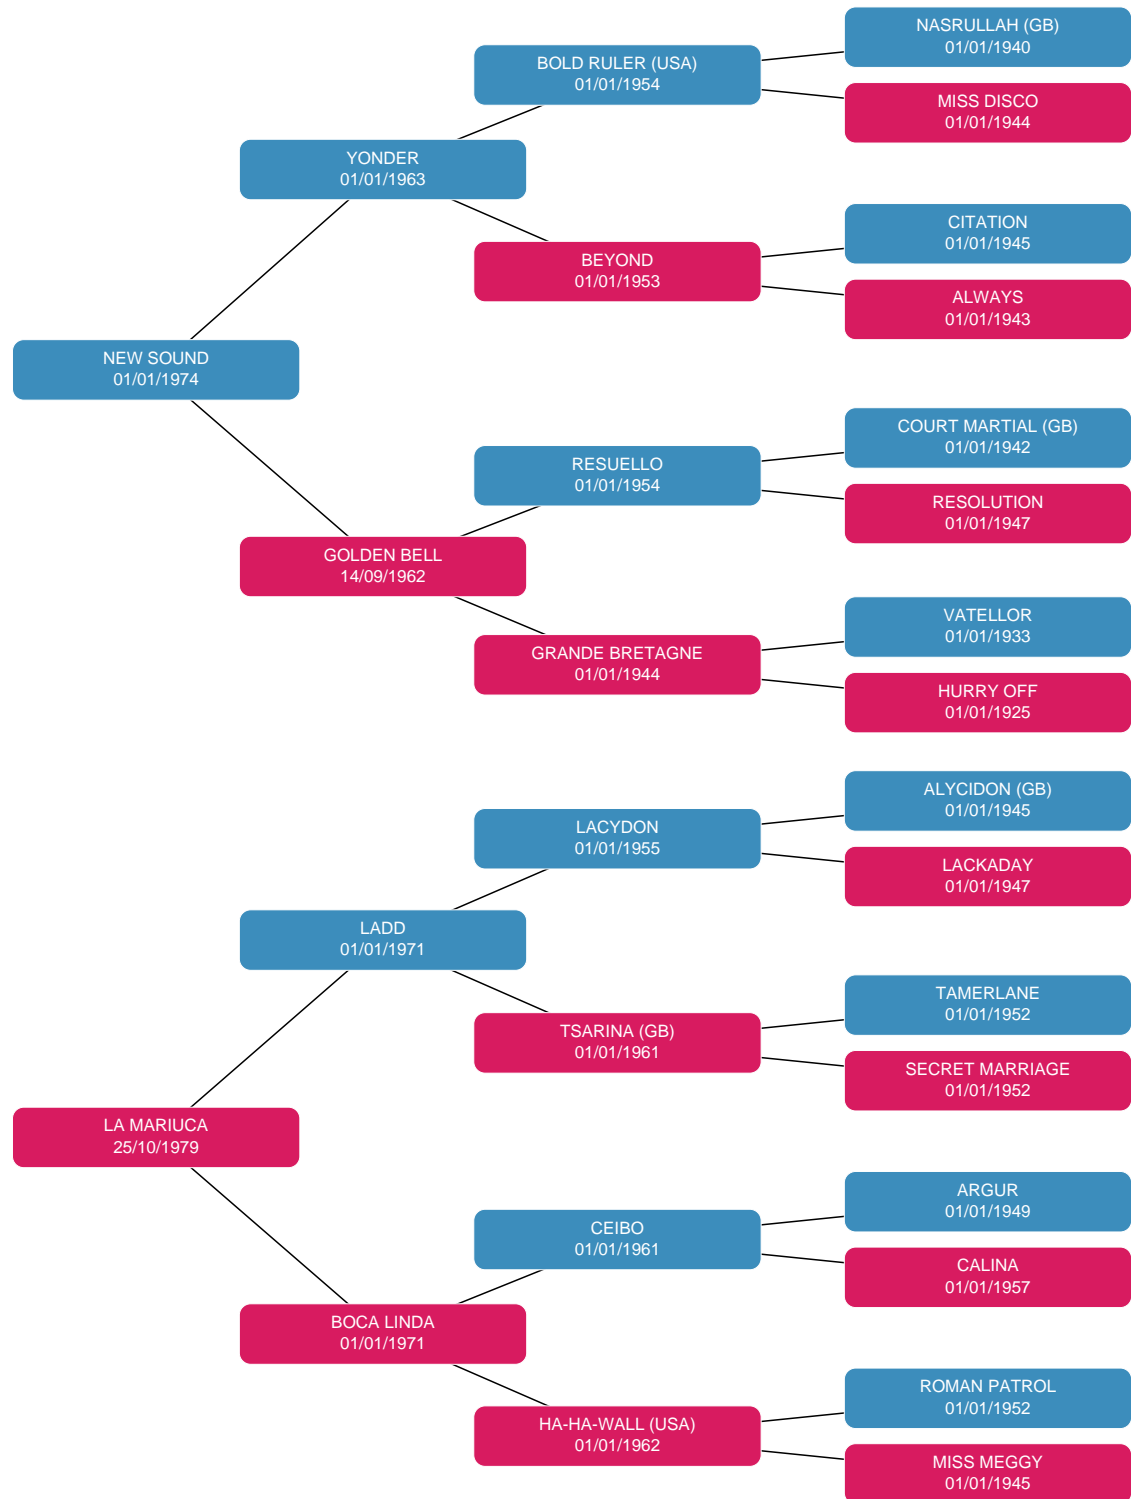 NASRULLAH (GB)
01/01/1940
BOLD RULER (USA)
01/01/1954
MISS DISCO
01/01/1944
YONDER
01/01/1963
CITATION
01/01/1945
BEYOND
01/01/1953
ALWAYS
01/01/1943
NEW SOUND
01/01/1974
COURT MARTIAL (GB)
01/01/1942
RESUELLO
01/01/1954
RESOLUTION
01/01/1947
GOLDEN BELL
14/09/1962
VATELLOR
01/01/1933
GRANDE BRETAGNE
01/01/1944
HURRY OFF
01/01/1925
ALYCIDON (GB)
01/01/1945
LACYDON
01/01/1955
LACKADAY
01/01/1947
LADD
01/01/1971
TAMERLANE
01/01/1952
TSARINA (GB)
01/01/1961
SECRET MARRIAGE
01/01/1952
LA MARIUCA
25/10/1979
ARGUR
01/01/1949
CEIBO
01/01/1961
CALINA
01/01/1957
BOCA LINDA
01/01/1971
ROMAN PATROL
01/01/1952
HA-HA-WALL (USA)
01/01/1962
MISS MEGGY
01/01/1945